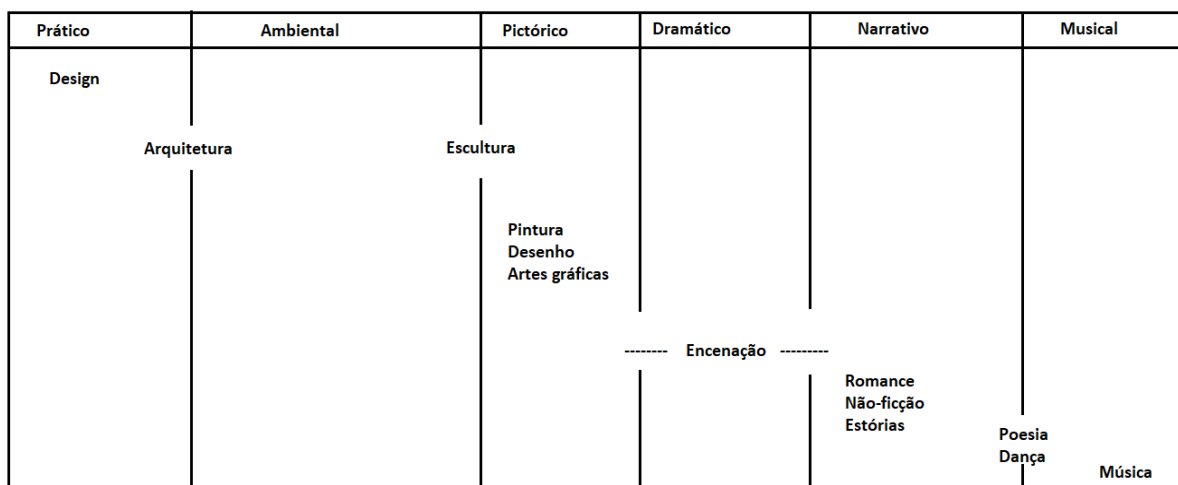 Prático Ambiental Pictórico Dramático Narrativo Musical
Design
Arquitetura Escultura
Pintura
Desenho
Artes gráficas
-------- Encenação ---------
Romance
Não-ficção
Estórias
Poesia
Dança
Música